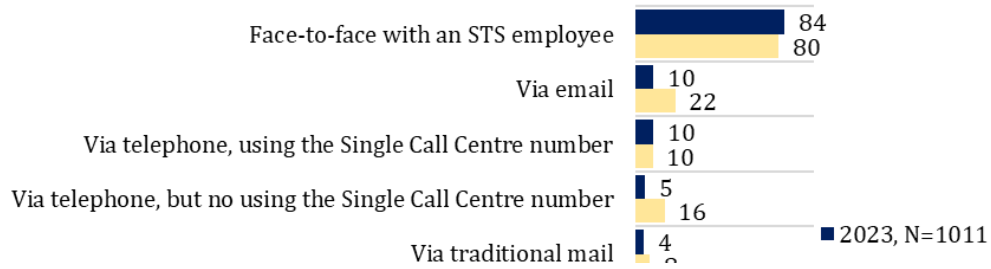 Face-to-face with an STS employee 84
80
Via email 10
22
Via telephone, using the Single Call Centre number 10
10
Via telephone, but no using the Single Call Centre number 5
16
Via traditional mail 4
2023, N=1011